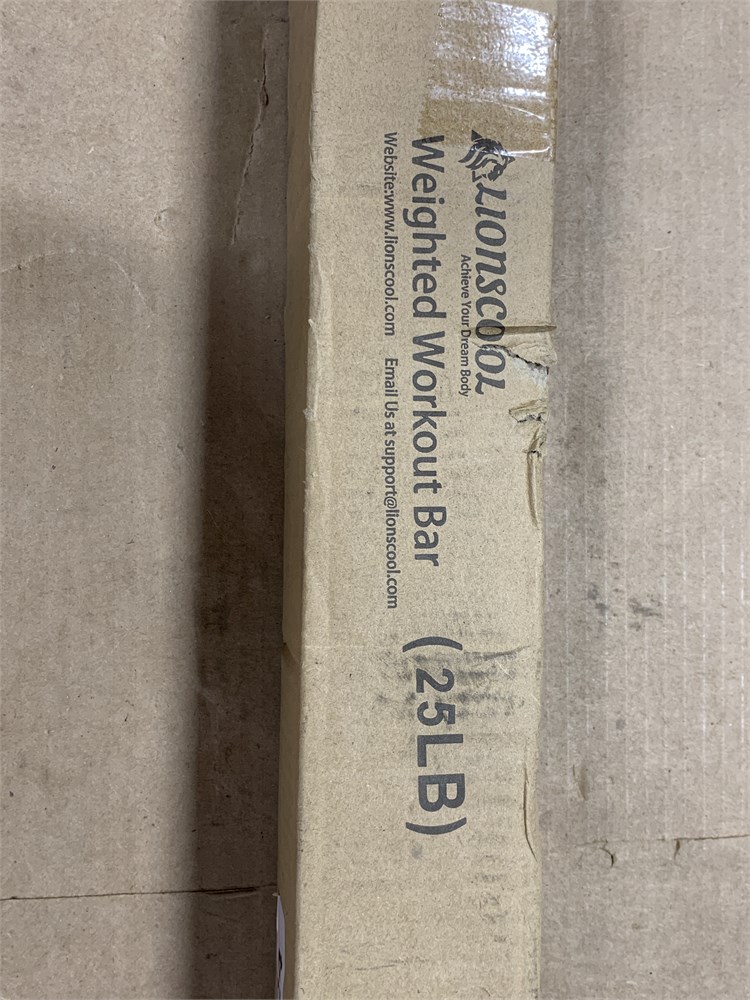 LIONSCOOL
Achieve Your Dream Body
Weighted Workout Bar (25LB)
Website:www.lionscool.com Email Us at support@lionscool.com